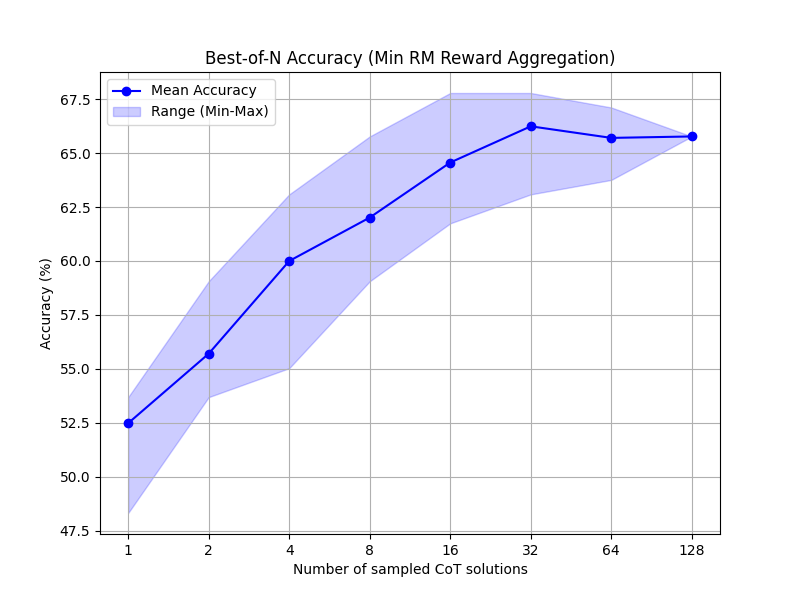 Best-of-N Accuracy (Min RM Reward Aggregation)
Mean Accuracy
Range (Min-Max)
67.5
65.0
62.5
60.0
57.5
55.0
52.5
50.0
47.5
Accuracy (%)
1 2 4 8 16 32 64 128
Number of sampled CoT solutions